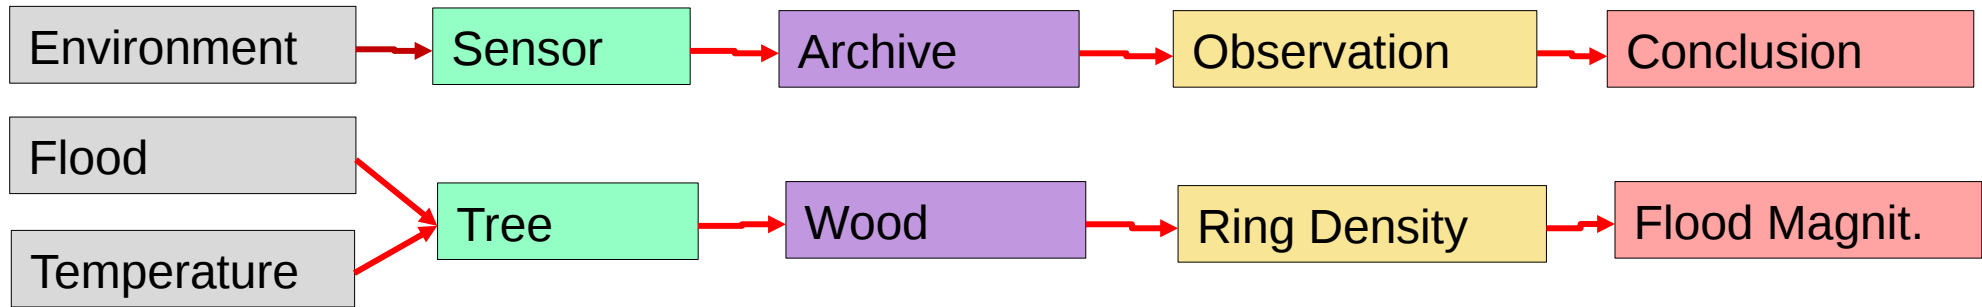 Environment
Sensor
Archive
Observation
Conclusion
Flood
Temperature
Tree
Wood
Ring Density
Flood Magnit.